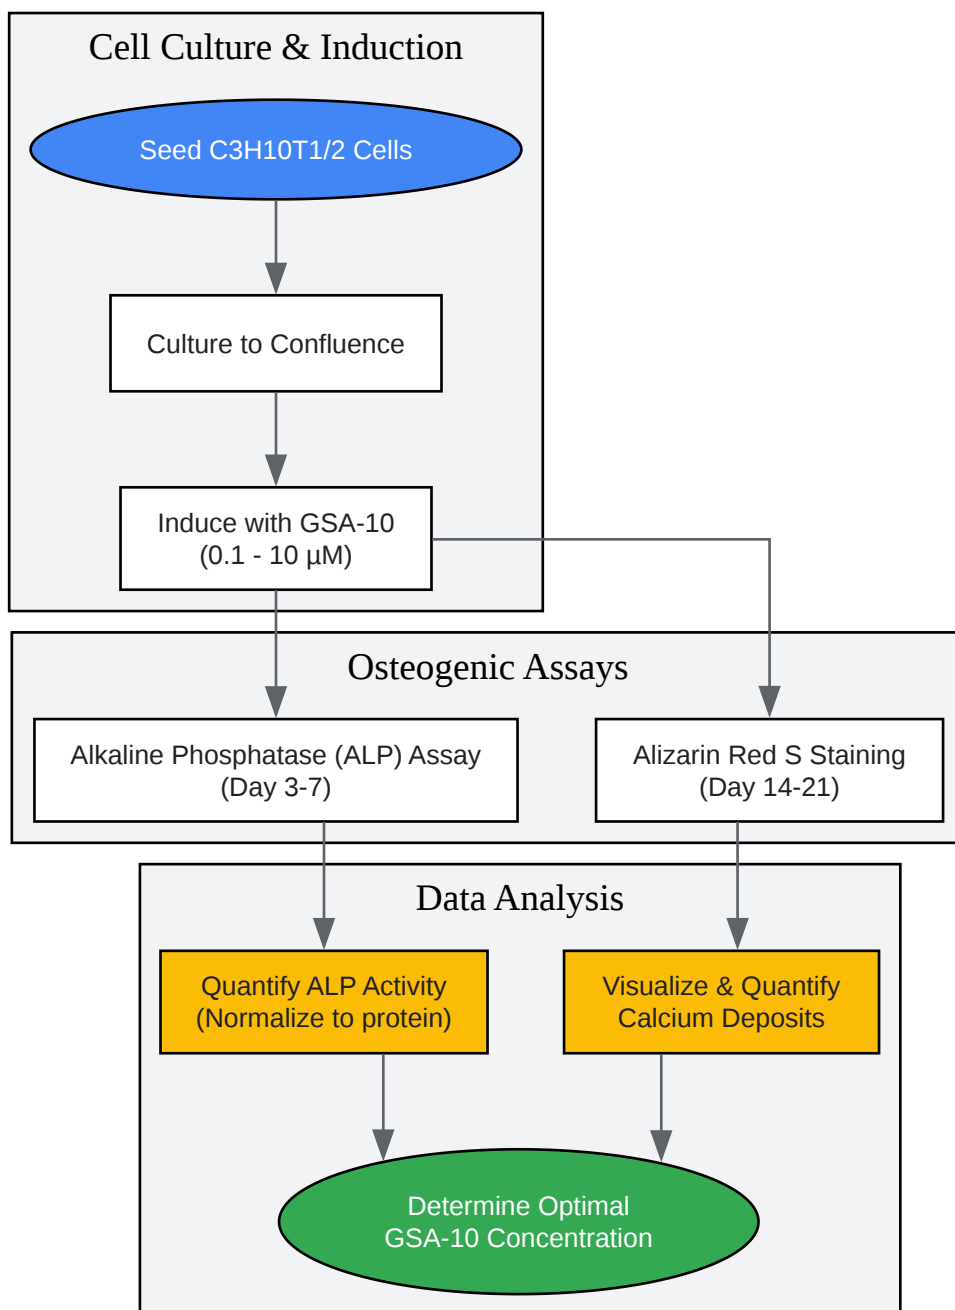 Cell Culture & Induction
Seed C3H10T1/2 Cells
Culture to Confluence
Induce with GSA-10
(0.1 - 10 µM)
Osteogenic Assays
Alkaline Phosphatase (ALP) Assay
(Day 3-7)
Alizarin Red S Staining
(Day 14-21)
Data Analysis
Quantify ALP Activity
(Normalize to protein)
Visualize & Quantify
Calcium Deposits
Determine Optimal
GSA-10 Concentration